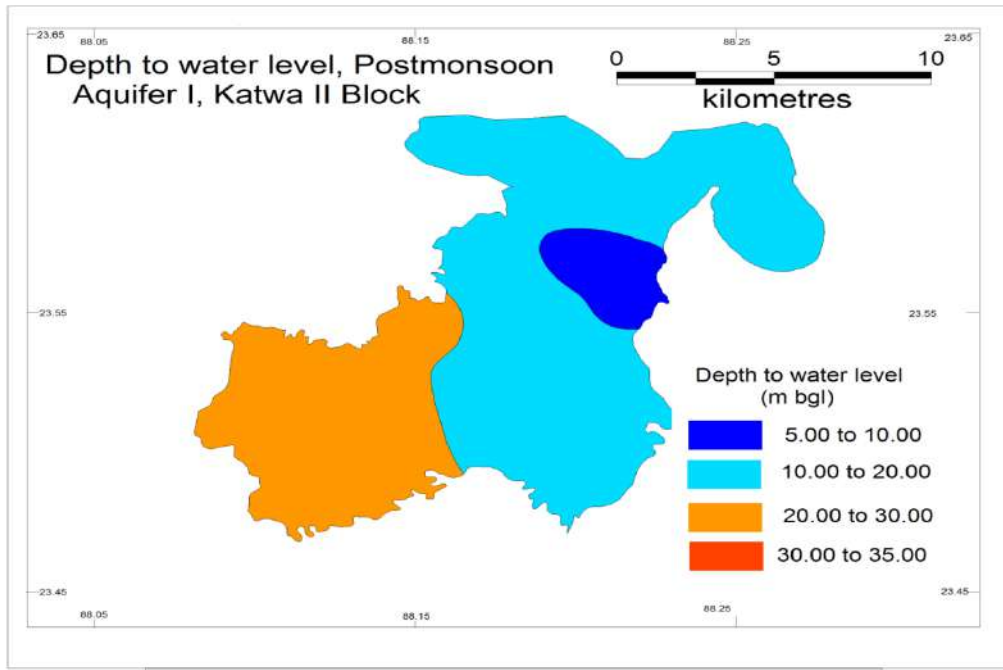 23.65
88.05
88.15
88.25
23.65
Depth to water level, Postmonsoon
Aquifer I, Katwa II Block
0
5
10
kilometres
23.55
23.55
Depth to water level
(m bgl)
5.00 to 10.00
10.00 to 20.00
20.00 to 30.00
30.00 to 35.00
23.45
23.45
88.05
88.15
88.25